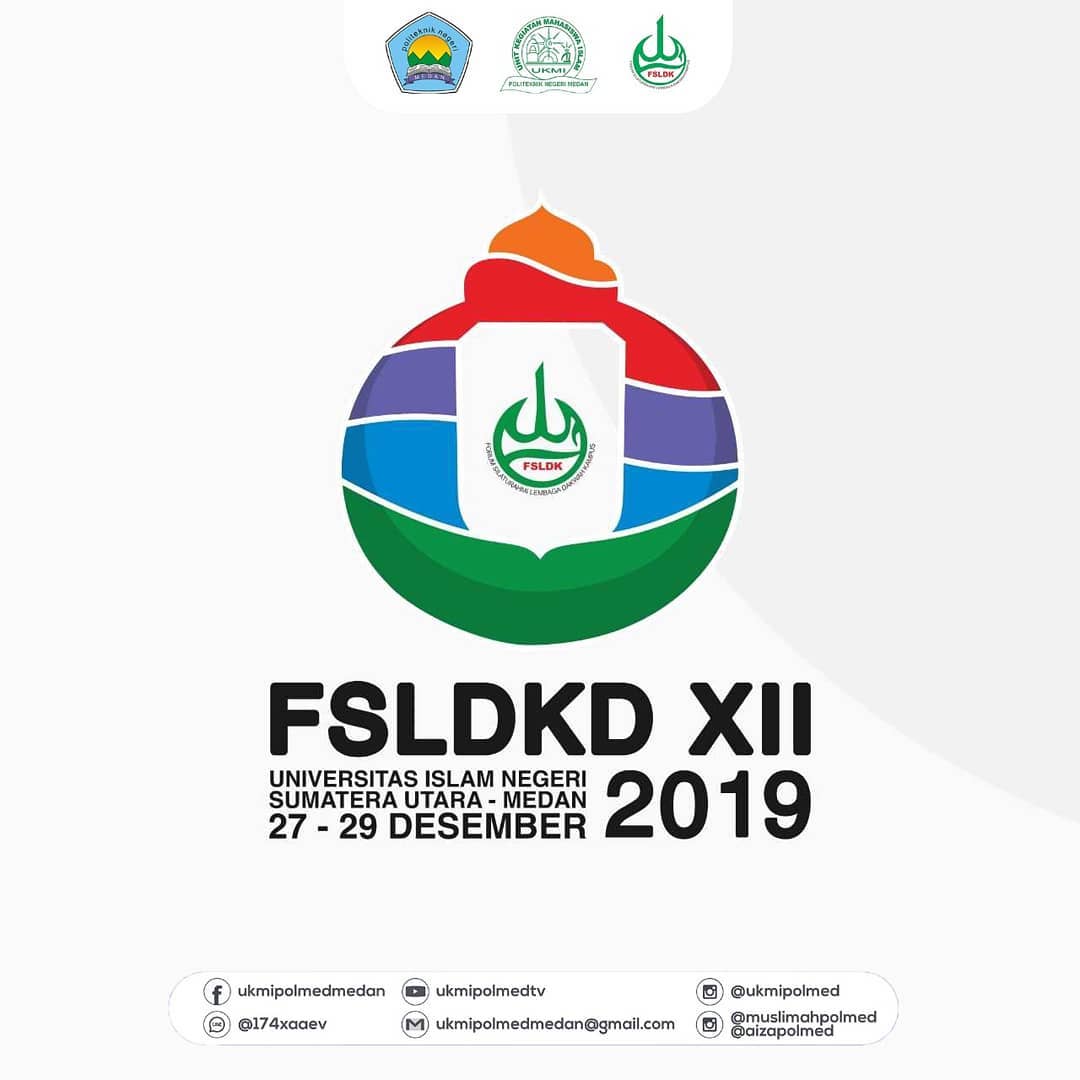 politeknik negeri
MEDAN
UNIT KEGIATAN MAHASISWA ISLAM
UKMI
POLITEKNIK NEGERI MEDAN
FSLDK
FSLDK
FORUM SILATURAHMI LEMBAGA DAKWAH KAMPUS
FSLDKD XII
UNIVERSITAS ISLAM NEGERI
SUMATERA UTARA - MEDAN
27 - 29 DESEMBER
2019
ukmipolmedmedan
ukmipolmedtv
@ukmipolmed
@174xaaev
ukmipolmedmedan@gmail.com
@muslimahpolmed
@aizapolmed